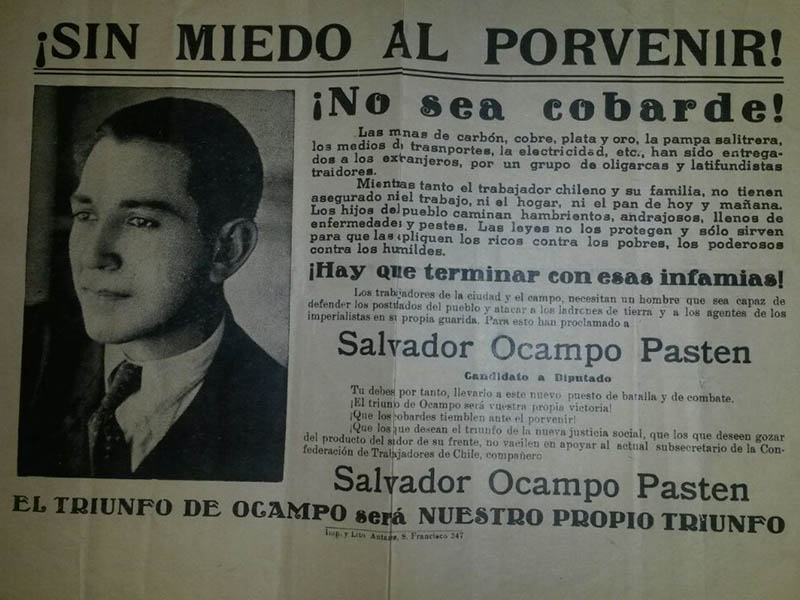 ¡SIN MIEDO AL PORVENIR!
¡No sea cobarde!
Las mnas de carbón, cobre, plata y oro, la pampa salitrera,
los medios d trasnportes, la electricidad, etc., han sido entrega-
dos a los extranjeros, por un grupo de oligarcas y latifundistas
traidores.
Mientras tanto el trabajador chileno y su familia, no tienen
asegurado ni el trabajo, ni el hogar, ni el pan de hoy y mañana.
Los hijos del pueblo caminan hambrientos, andrajosos, llenos de
enfermedades y pestes. Las leyes no los protegen y sólo sirven
para que las apliquen los ricos contra los pobres, los poderosos
contra los humildes.
¡Hay que terminar con esas infamias!
Los trabajadores de la ciudad y el campo, necesitan un hombre que sea capaz de
defender los postulados del pueblo y atacar a los ladrones de tierra y a los agentes de los
imperialistas en su propia guarida. Para esto han proclamado a
Salvador Ocampo Pasten
Candidato a Diputado
Tu debes por tanto, llevarlo a este nuevo puesto de batalla y de combate.
¡El triunfo de Ocampo será vuestra propia victoria!
¡Que los cobardes tiemblen ante el porvenir!
¡Que los que desean el triunfo de la nueva justicia social, que los que deseen gozar
del producto del sudor de su frente, no vacilen en apoyar al actual subsecretario de la Con-
federación de Trabajadores de Chile, compañero
Salvador Ocampo Pasten
EL TRIUNFO DE OCAMPO será NUESTRO PROPIO TRIUNFO
Imp. y Lito Antares, S. Francisco 347